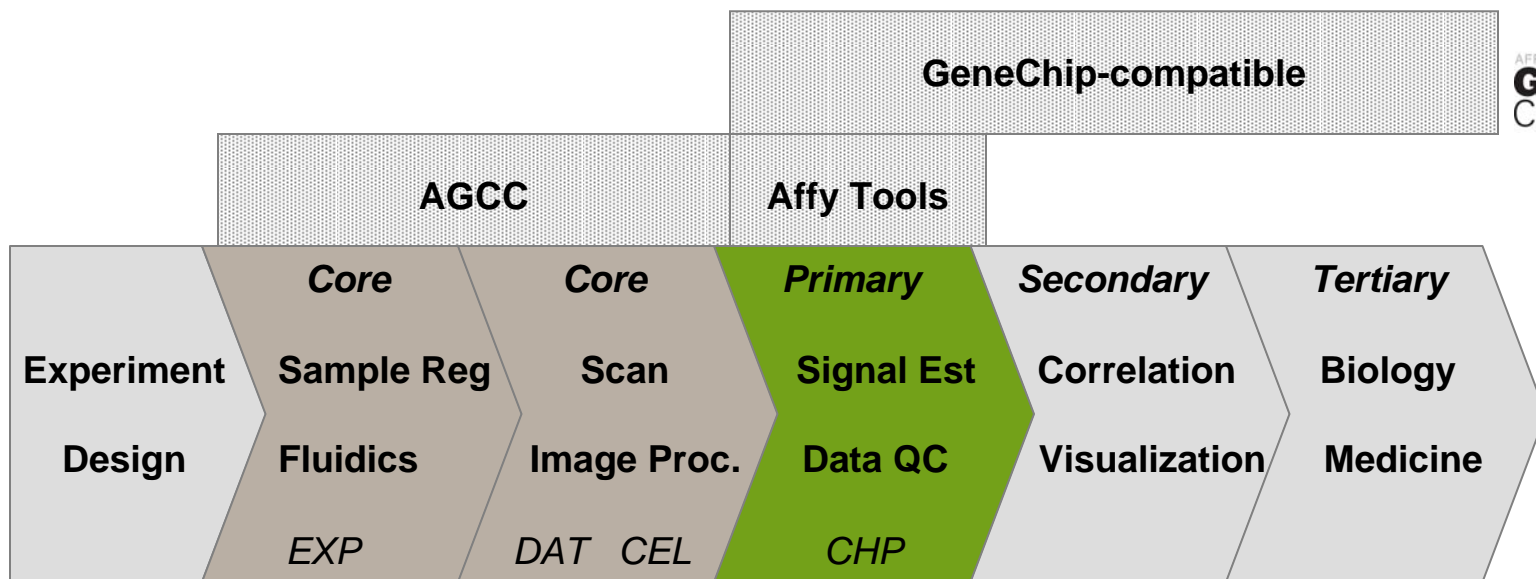 GeneChip-compatible
AGCC
Affy Tools
Core
Core
Primary
Secondary
Tertiary
Experiment
Sample Reg
Scan
Signal Est
Correlation
Biology
Design
Fluidics
Image Proc.
Data QC
Visualization
Medicine
EXP
DAT CEL
CHP